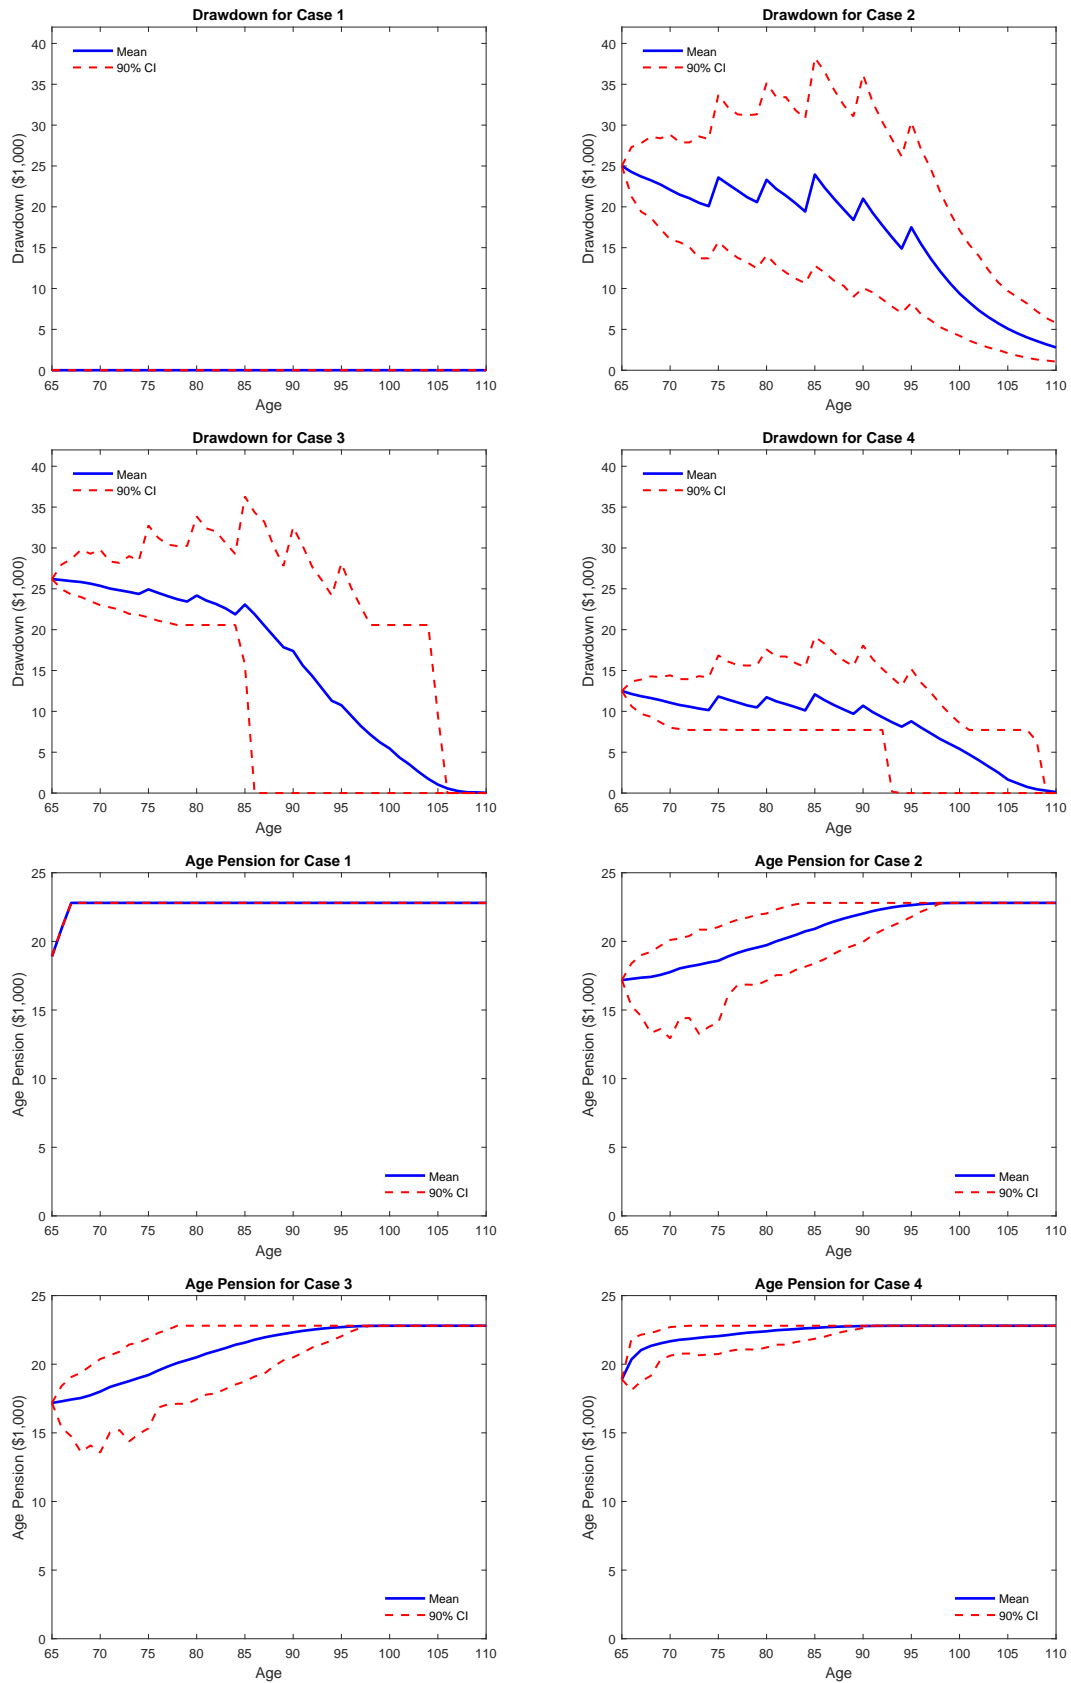 Drawdown for Case 1
40
35
30
25
20
15
10
5
0
Drawdown ($1,000)
Mean
90% CI
65 70 75 80 85 90 95 100 105 110
Age
Drawdown for Case 2
40
35
30
25
20
15
10
5
0
Drawdown ($1,000)
Mean
90% CI
65 70 75 80 85 90 95 100 105 110
Age
Drawdown for Case 3
40
35
30
25
20
15
10
5
0
Drawdown ($1,000)
Mean
90% CI
65 70 75 80 85 90 95 100 105 110
Age
Drawdown for Case 4
40
35
30
25
20
15
10
5
0
Drawdown ($1,000)
Mean
90% CI
65 70 75 80 85 90 95 100 105 110
Age
Age Pension for Case 1
25
20
15
10
5
0
Age Pension ($1,000)
Mean
90% CI
65 70 75 80 85 90 95 100 105 110
Age
Age Pension for Case 2
25
20
15
10
5
0
Age Pension ($1,000)
Mean
90% CI
65 70 75 80 85 90 95 100 105 110
Age
Age Pension for Case 3
25
20
15
10
5
0
Age Pension ($1,000)
Mean
90% CI
65 70 75 80 85 90 95 100 105 110
Age
Age Pension for Case 4
25
20
15
10
5
0
Age Pension ($1,000)
Mean
90% CI
65 70 75 80 85 90 95 100 105 110
Age